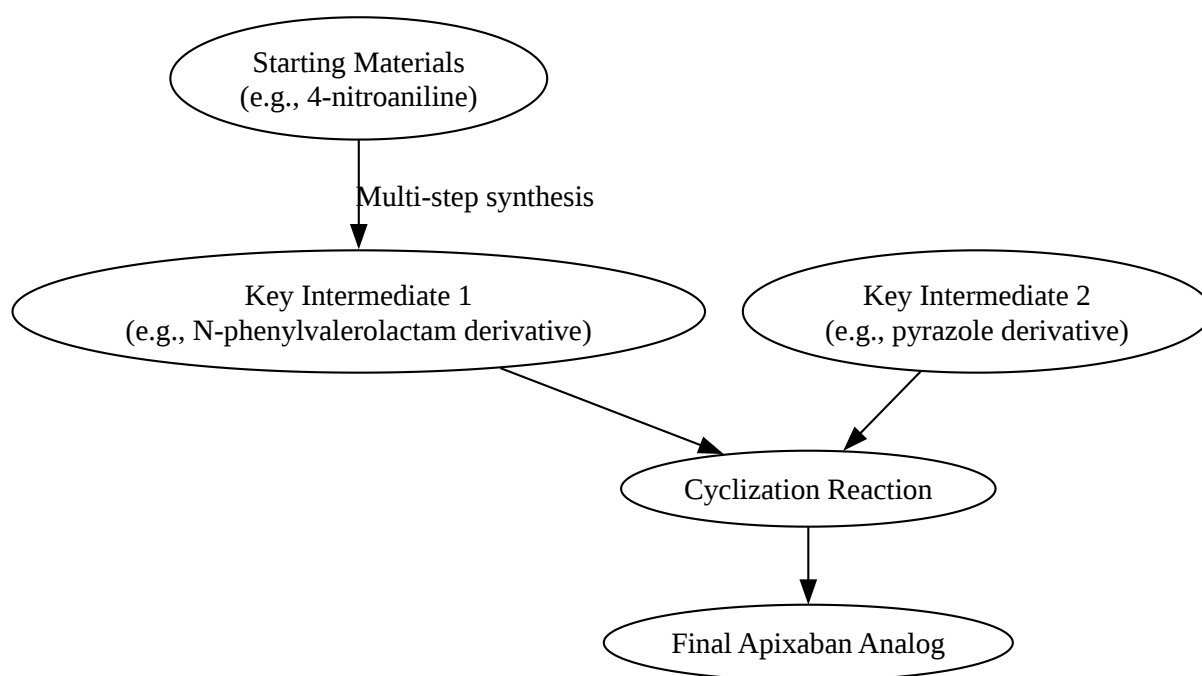 Starting Materials
(e.g., 4-nitroaniline)
Multi-step synthesis
Key Intermediate 1
(e.g., N-phenylvalerolactam derivative)
Key Intermediate 2
(e.g., pyrazole derivative)
Cyclization Reaction
Final Apixaban Analog